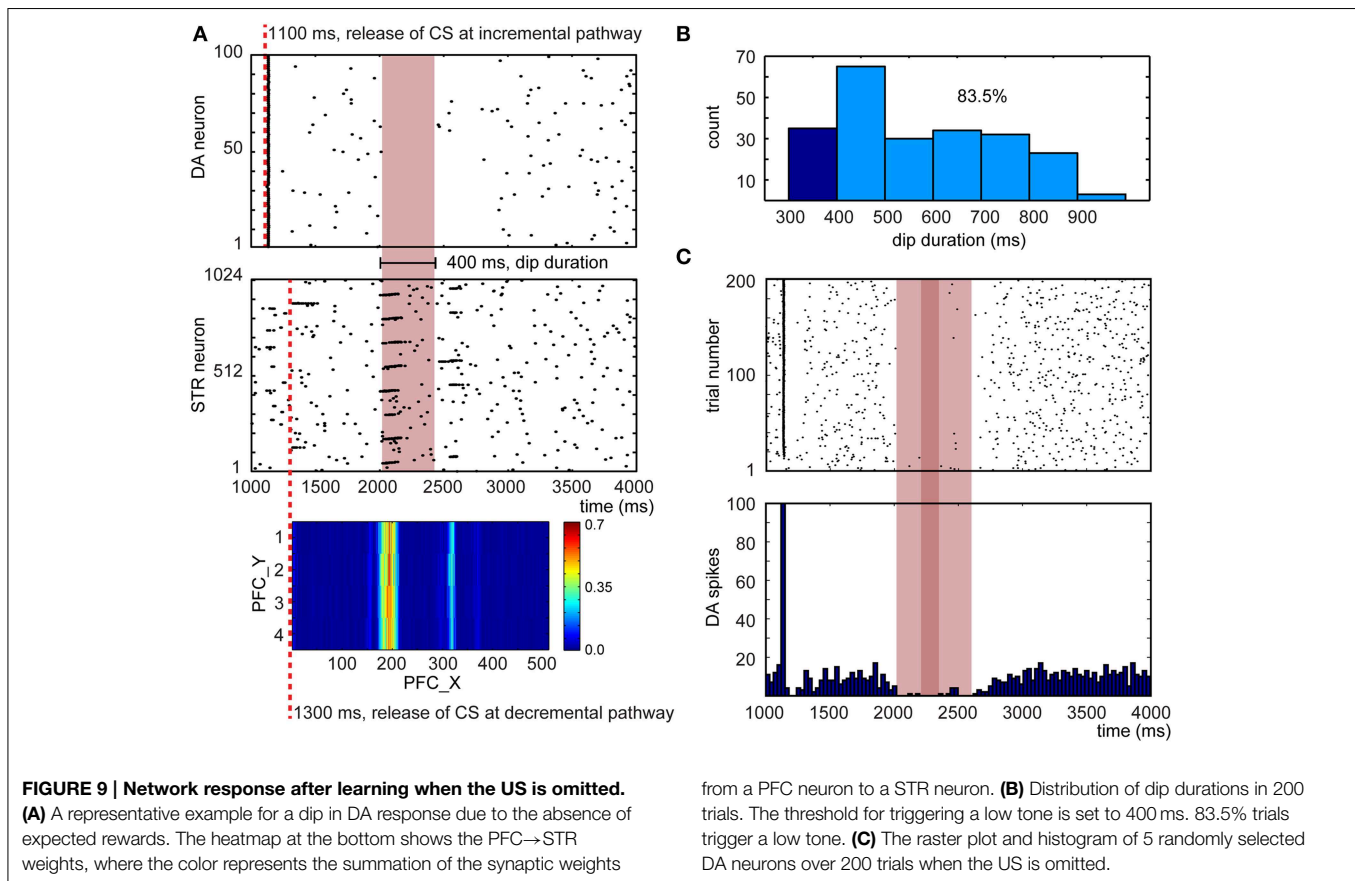 A
1100 ms, release of CS at incremental pathway
100
50
1
DA neuron
400 ms, dip duration
1024
512
1
STR neuron
1000 1500 2000 2500 3000 3500 4000
time (ms)
1
2
3
4
PFC_Y
100 200 300 400 500
PFC_X
0.7
0.35
0.0
1300 ms, release of CS at decremental pathway
B
70
50
30
10
count
83.5%
300 400 500 600 700 800 900
dip duration (ms)
C
200
100
1
trial number
100
80
60
40
20
DA spikes
1000 1500 2000 2500 3000 3500 4000
time (ms)
FIGURE 9 | Network response after learning when the US is omitted.
(A) A representative example for a dip in DA response due to the absence of
expected rewards. The heatmap at the bottom shows the PFC→STR
weights, where the color represents the summation of the synaptic weights
from a PFC neuron to a STR neuron. (B) Distribution of dip durations in 200
trials. The threshold for triggering a low tone is set to 400 ms. 83.5% trials
trigger a low tone. (C) The raster plot and histogram of 5 randomly selected
DA neurons over 200 trials when the US is omitted.